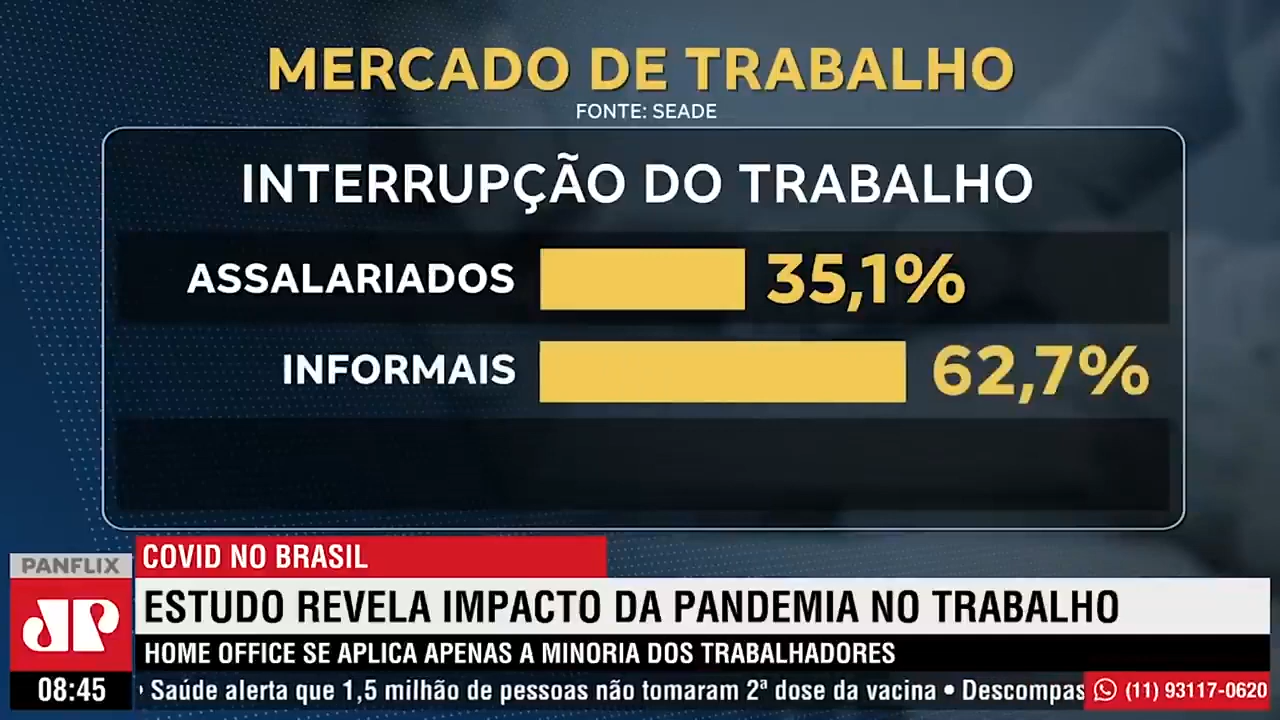 MERCADO DE TRABALHO
FONTE: SEADE
INTERRUPÇÃO DO TRABALHO
ASSALARIADOS 35,1%
INFORMAIS 62,7%
COVID NO BRASIL
PANFLIX
JP
ESTUDO REVELA IMPACTO DA PANDEMIA NO TRABALHO
HOME OFFICE SE APLICA APENAS A MINORIA DOS TRABALHADORES
08:45
• Saúde alerta que 1,5 milhão de pessoas não tomaram 2ª dose da vacina • Descompas
(11) 93117-0620